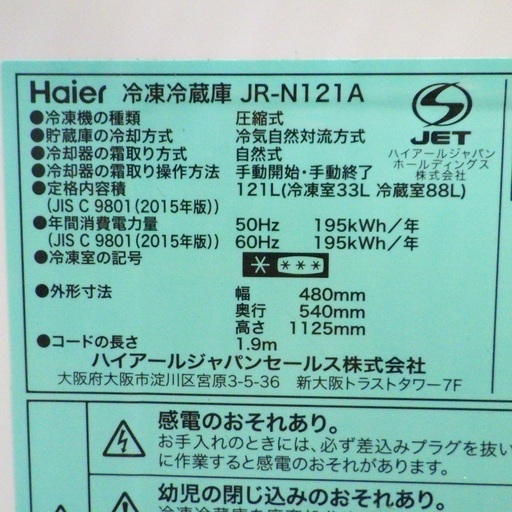 Haier 冷凍冷蔵庫 JR-N121A
●冷凍機の種類 圧縮式
●貯蔵庫の冷却方式 冷気自然対流方式
●冷却器の霜取り方式 自然式
●冷却器の霜取り操作方法 手動開始・手動終了
●定格内容積 121L(冷凍室33L 冷蔵室88L)
(JIS C 9801(2015年版))
●年間消費電力量 50Hz 195kWh/年
(JIS C 9801(2015年版)) 60Hz 195kWh/年
●冷凍室の記号
●外形寸法 幅 480mm
奥行 540mm
高さ 1125mm
●コードの長さ 1.9m
ハイアールジャパンセールス株式会社
大阪府大阪市淀川区宮原3-5-36 新大阪トラストタワー7F
JET
ハイアールジャパン
ホールディングス
株式会社
感電のおそれあり。
お手入れのときには、必ず差込みプラグを抜い
に作業すると感電のおそれがあります。
幼児の閉じ込みのおそれあり。